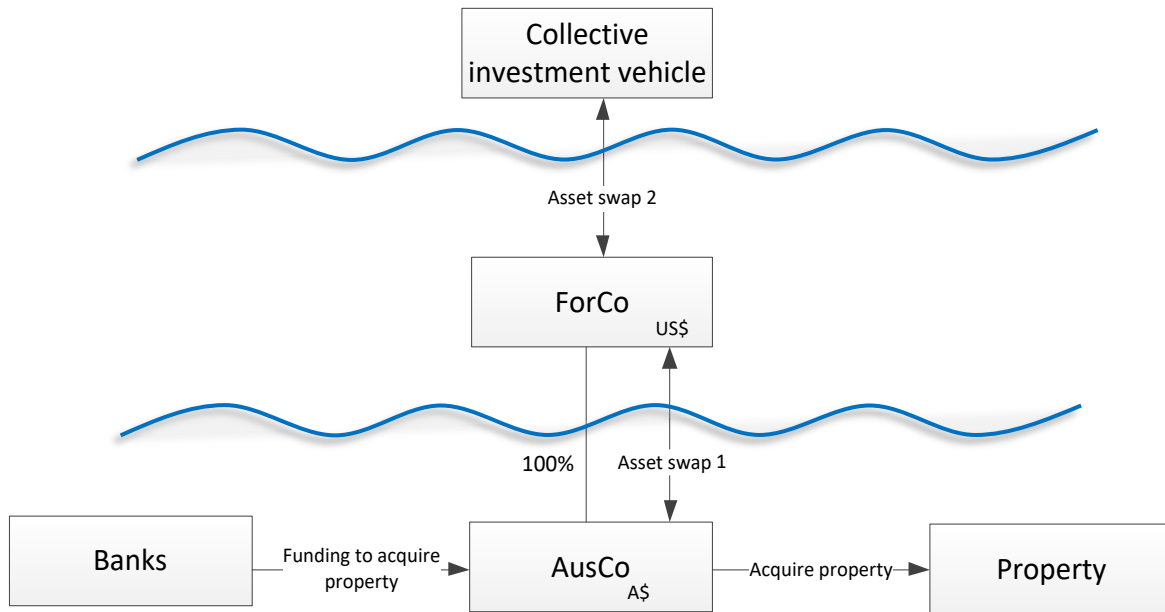 Collective
investment vehicle
Asset swap 2
ForCo
US$
100%
Asset swap 1
Banks
Funding to acquire
property
AusCo
A$
Acquire property
Property